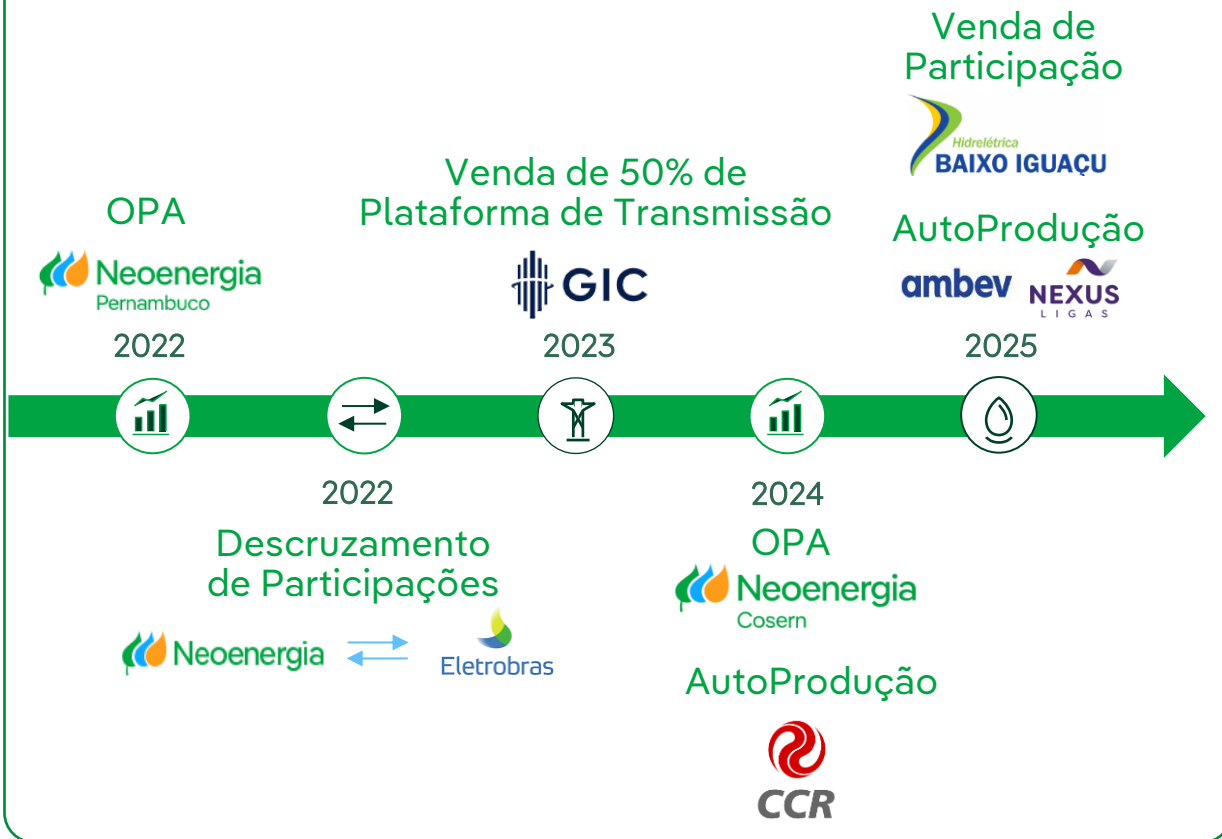 Venda de
Participação
Hidrelétrica
BAIXO IGUAÇU
AutoProdução
ambev
NEXUS
LIGAS
2025
Venda de 50% de
Plataforma de Transmissão
GIC
2023
OPA
Neoenergia
Pernambuco
2022
2022
Descruzamento
de Participações
Neoenergia
Eletrobras
2024
OPA
Neoenergia
Cosern
AutoProdução
CCR